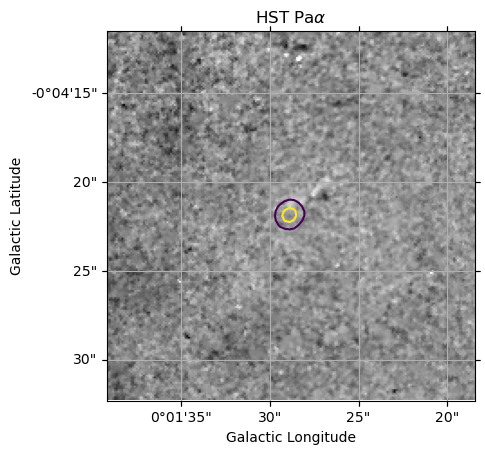 HST Paα
-0°04'15"
20"
25"
30"
0°01'35"
30"
25"
20"
Galactic Latitude
Galactic Longitude